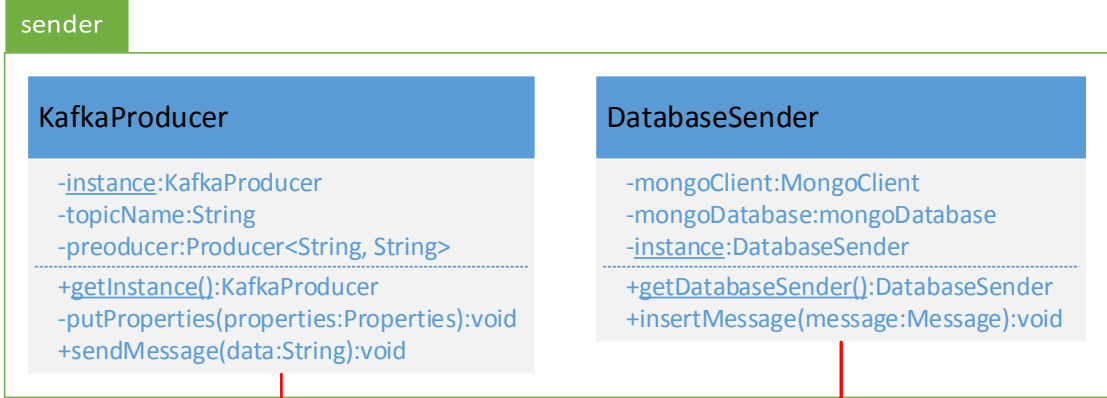 sender
KafkaProducer
-instance:KafkaProducer
-topicName:String
-preoducer:Producer<String, String>
+getInstance():KafkaProducer
-putProperties(properties:Properties):void
+sendMessage(data:String):void
DatabaseSender
-mongoClient:MongoClient
-mongoDatabase:mongoDatabase
-instance:DatabaseSender
+getDatabaseSender():DatabaseSender
+insertMessage(message:Message):void